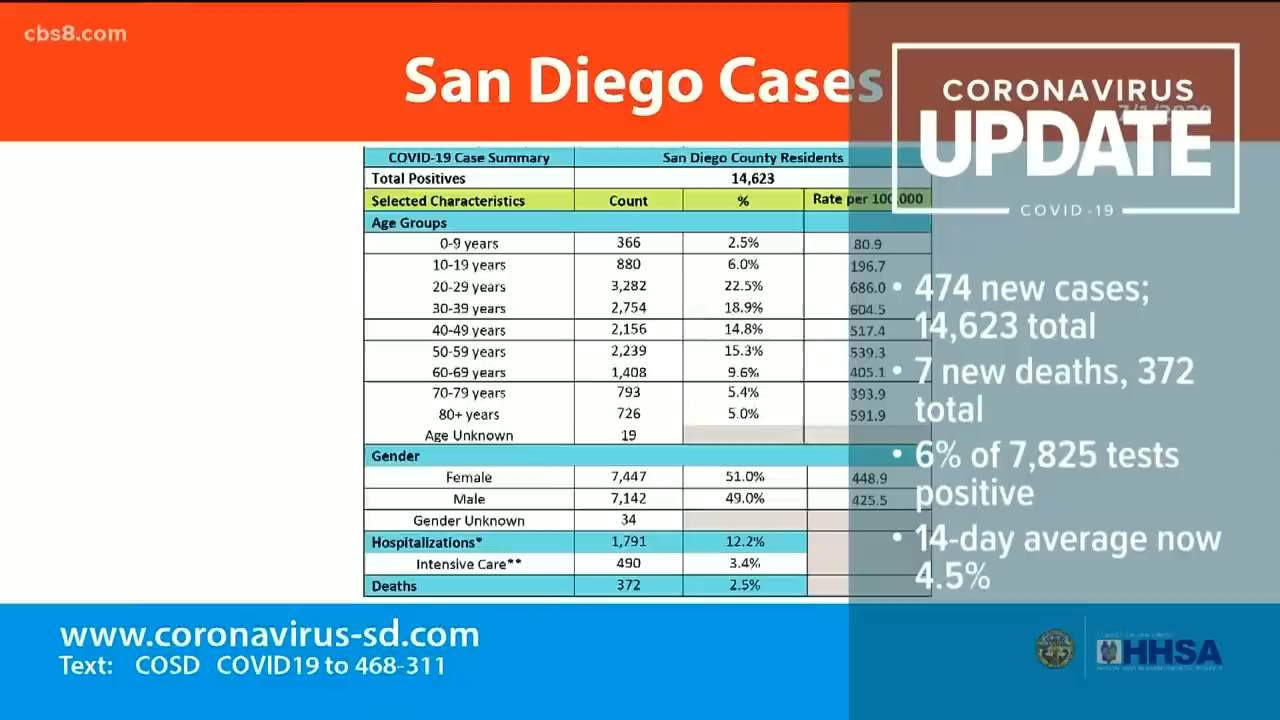 cbs8.com
San Diego Cases
7/1/2020
CORONAVIRUS
UPDATE
COVID-19
COVID-19 Case Summary San Diego County Residents
Total Positives 14,623
Selected Characteristics Count % Rate per 100,000
Age Groups
0-9 years 366 2.5% 80.9
10-19 years 880 6.0% 196.7
20-29 years 3,282 22.5% 686.0
30-39 years 2,754 18.9% 604.5
40-49 years 2,156 14.8% 517.4
50-59 years 2,239 15.3% 539.3
60-69 years 1,408 9.6% 405.1
70-79 years 793 5.4% 393.9
80+ years 726 5.0% 591.9
Age Unknown 19
Gender
Female 7,447 51.0% 448.9
Male 7,142 49.0% 425.5
Gender Unknown 34
Hospitalizations* 1,791 12.2%
Intensive Care** 490 3.4%
Deaths 372 2.5%
• 474 new cases;
14,623 total
• 7 new deaths, 372
total
• 6% of 7,825 tests
positive
• 14-day average now
4.5%
www.coronavirus-sd.com
Text: COSD COVID19 to 468-311
HHSA